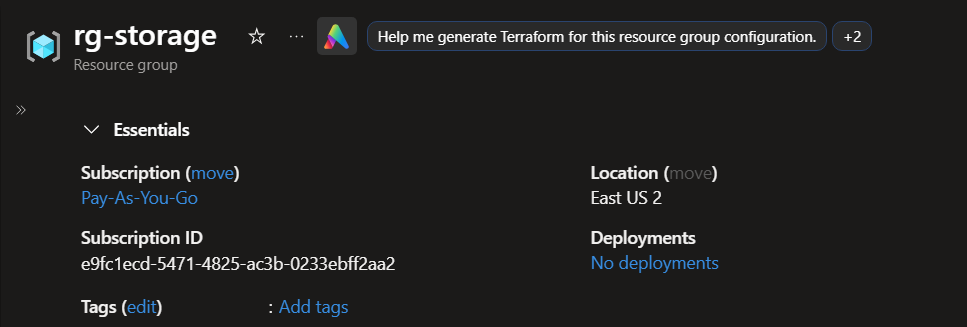 rg-storage
Help me generate Terraform for this resource group configuration.
+2
Resource group
Essentials
Subscription (move)
Pay-As-You-Go
Location (move)
East US 2
Subscription ID
e9fc1ecd-5471-4825-ac3b-0233ebff2aa2
Deployments
No deployments
Tags (edit) : Add tags